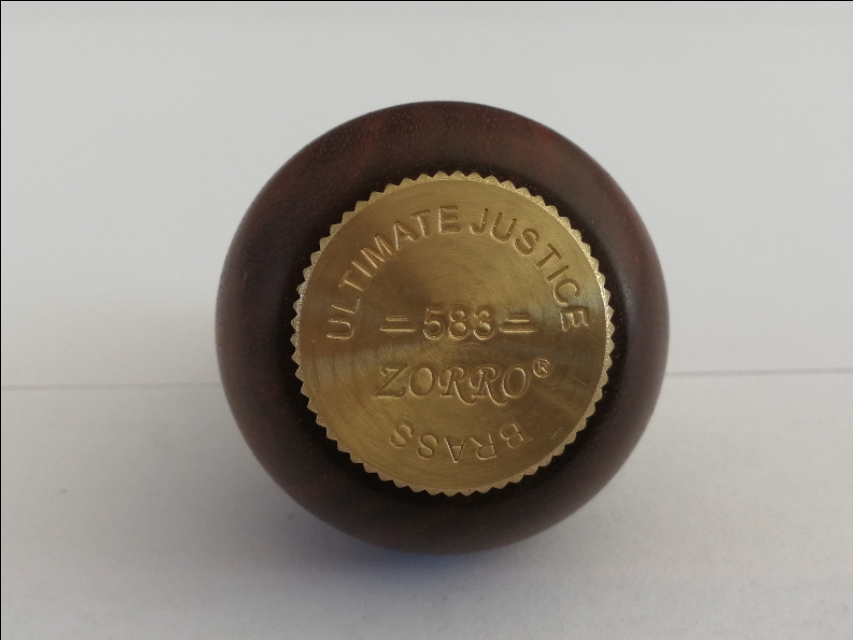 ULTIMATE JUSTICE
=583=
ZORRO®
BRASS